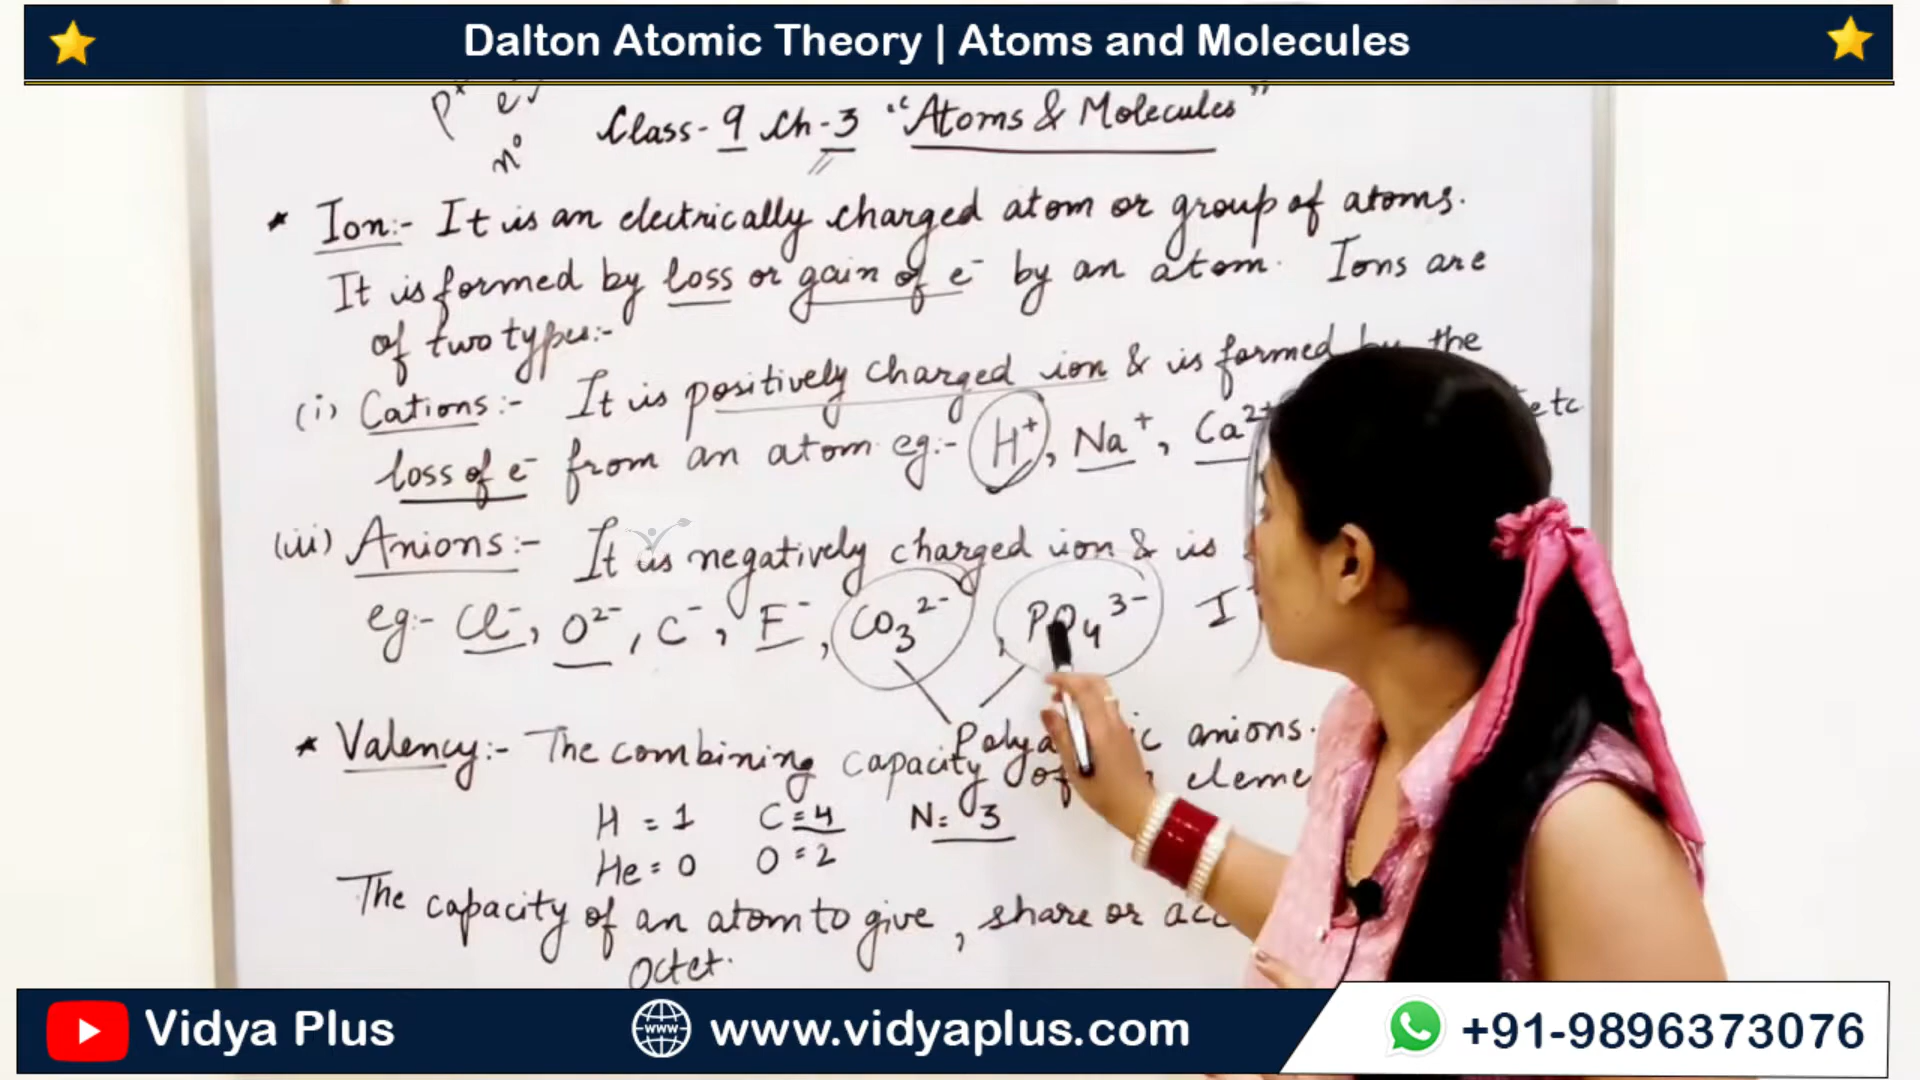 Dalton Atomic Theory | Atoms and Molecules
p⁺ e⁻
n⁰
Class-9 Ch-3 "Atoms & Molecules"
* Ion:- It is an electrically charged atom or group of atoms.
It is formed by loss or gain of e⁻ by an atom. Ions are
of two types:-
(i) Cations:- It is positively charged ion & is formed by the
loss of e⁻ from an atom eg:- H⁺, Na⁺, Ca²⁺ etc
(iii) Anions:- It is negatively charged ion & is
eg:- Cl⁻, O²⁻, C⁻, F⁻, CO₃²⁻, PO₄³⁻ I⁻
anions.
* Valency:- The combining capacity of
H = 1 C = 4 N = 3
He = 0 O = 2
The capacity of an atom to give, share or
Octet.
Vidya Plus
www
www.vidyaplus.com
+91-9896373076